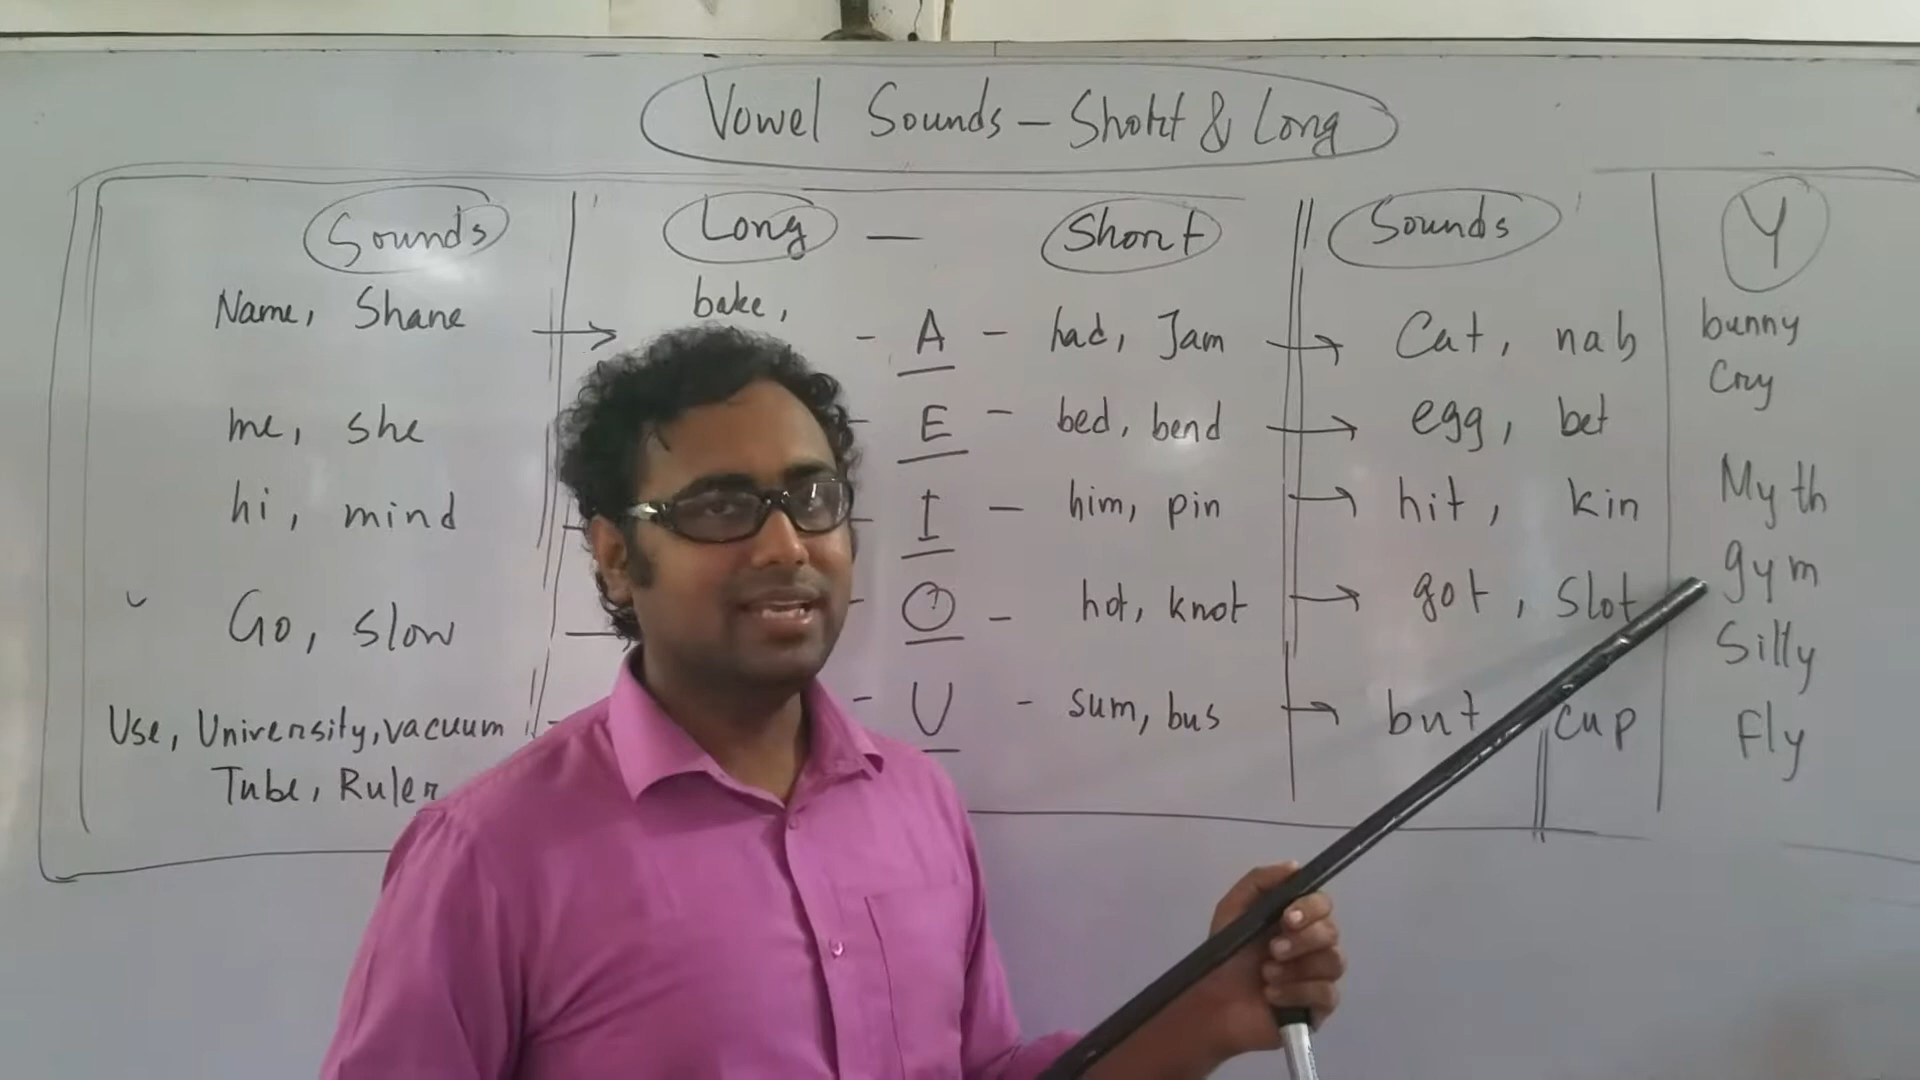 Vowel Sounds – Short & Long
Sounds Long – Short Sounds Y
Name, Shane → bake, - A - had, Jam → Cat, nab bunny
Cry
me, she - E - bed, bend → egg, bet
hi, mind - I - him, pin → hit, kin Myth
gym
Go, slow - O - hot, knot → got, slot
Silly
Use, University, vacuum - U - sum, bus → but, cup Fly
Tube, Ruler